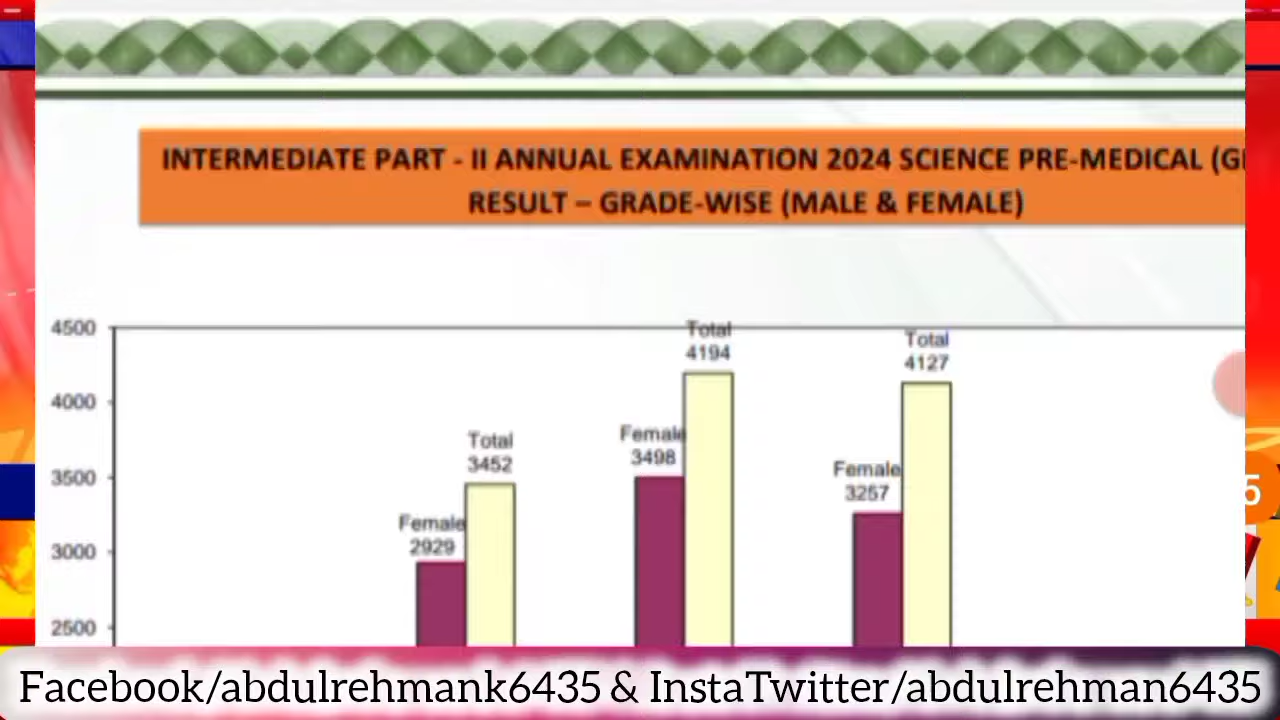 INTERMEDIATE PART - II ANNUAL EXAMINATION 2024 SCIENCE PRE-MEDICAL
RESULT – GRADE-WISE (MALE & FEMALE)
4500
Total
4194
Total
4127
4000
Female
3498
Total
3452
Female
3257
3500
Female
2929
3000
2500
5
Facebook/abdulrehmank6435 & InstaTwitter/abdulrehman6435